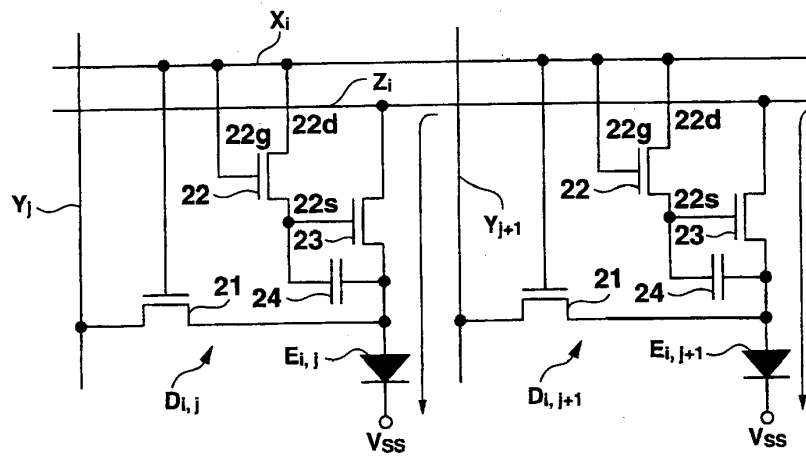 Xi
Zi
22g 22d
22
22s
Yj
23
21
24
Ei, j
Di, j
VSS
22g 22d
22
22s
Yj+1
23
21
24
Ei, j+1
Di, j+1
VSS